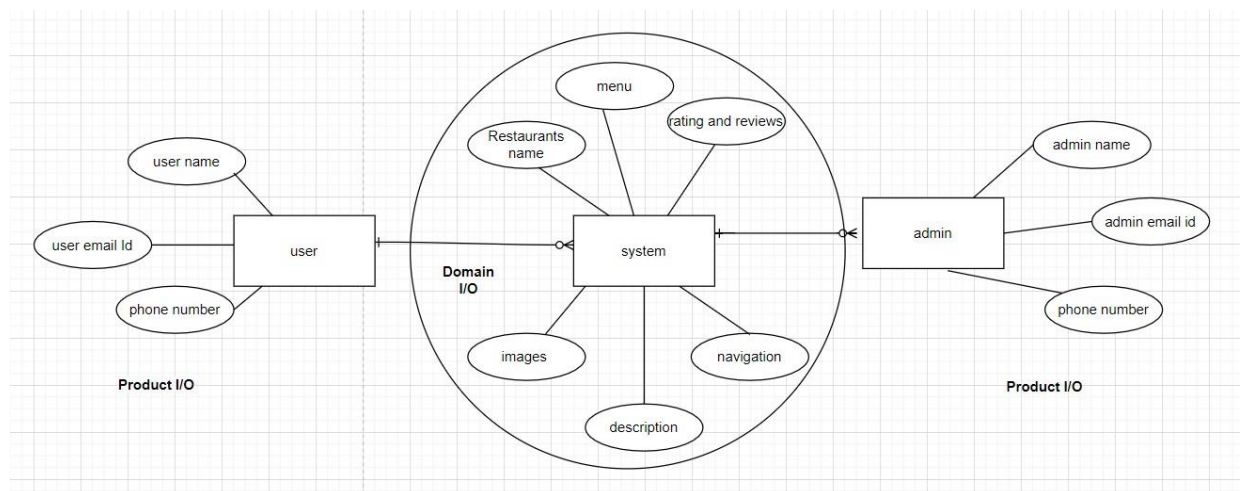 menu
rating and reviews
Restaurants
name
user name
admin name
user email Id
user
system
admin
admin email id
Domain
I/O
phone number
phone number
images
navigation
Product I/O
Product I/O
description